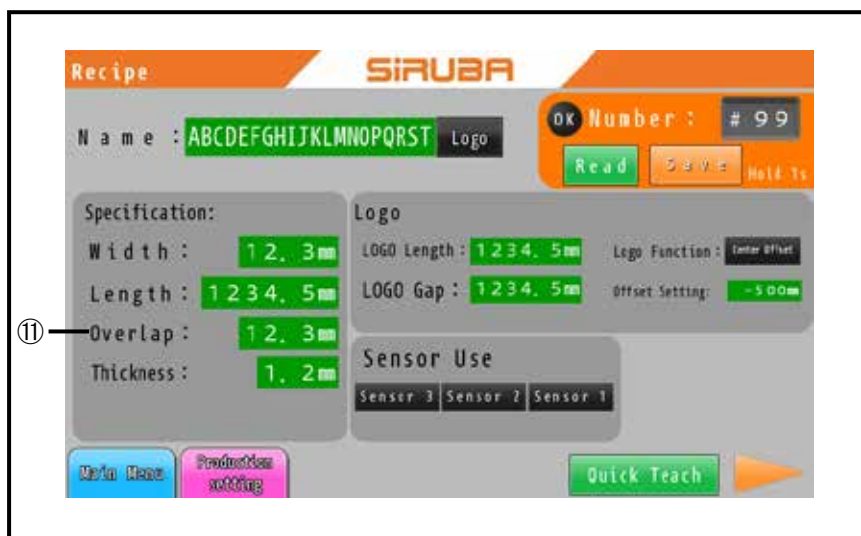 Recipe
SiRUBA
Name : ABCDEFGHIJKLMNOPQRST Logo
OK Number : # 99
Read Save Hold 1s
Specification:
Width : 12. 3mm
Length : 1234. 5mm
⑪ Overlap : 12. 3mm
Thickness : 1. 2mm
Logo
LOGO Length : 1234. 5mm Logo Function : Center Offset
LOGO Gap : 1234. 5mm Offset Setting: -500mm
Sensor Use
Sensor 3 Sensor 2 Sensor 1
Main Menu
Production setting
Quick Teach